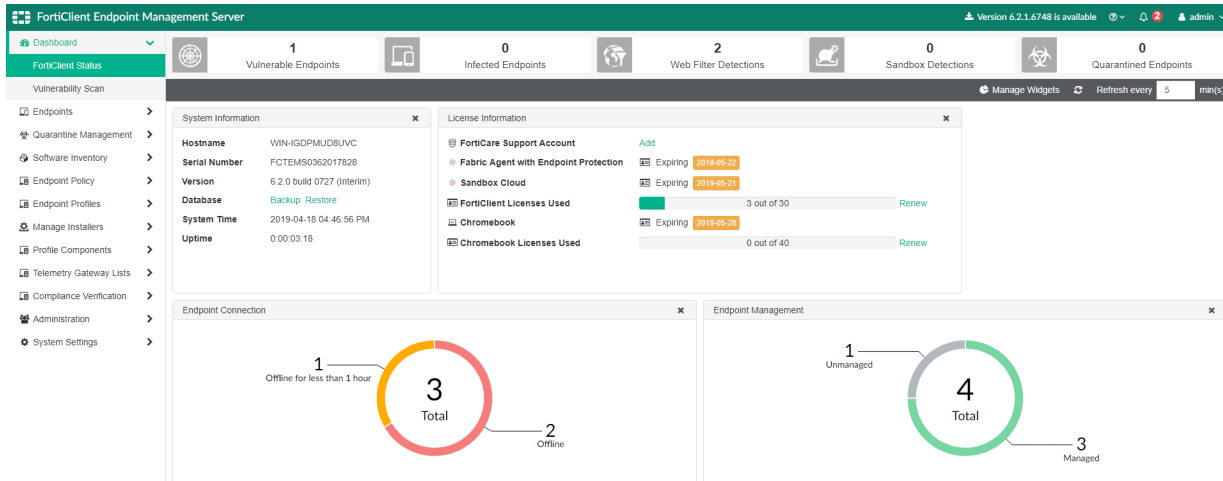 FortiClient Endpoint Management Server
Version 6.2.1.6748 is available
2
admin
Dashboard
FortiClient Status
Vulnerability Scan
Endpoints
Quarantine Management
Software Inventory
Endpoint Policy
Endpoint Profiles
Manage Installers
Profile Components
Telemetry Gateway Lists
Compliance Verification
Administration
System Settings
1
Vulnerable Endpoints
0
Infected Endpoints
2
Web Filter Detections
0
Sandbox Detections
0
Quarantined Endpoints
Manage Widgets Refresh every 5 min(s)
System Information
Hostname WIN-IGDPMUD8UVC
Serial Number FCTEMS0362017828
Version 6.2.0 build 0727 (Interim)
Database Backup Restore
System Time 2019-04-18 04:46:56 PM
Uptime 0:00:03:18
License Information
FortiCare Support Account Add
Fabric Agent with Endpoint Protection Expiring 2019-05-22
Sandbox Cloud Expiring 2019-05-21
FortiClient Licenses Used 3 out of 30 Renew
Chromebook Expiring 2019-05-28
Chromebook Licenses Used 0 out of 40 Renew
Endpoint Connection
1
Offline for less than 1 hour
3
Total
2
Offline
Endpoint Management
1
Unmanaged
4
Total
3
Managed